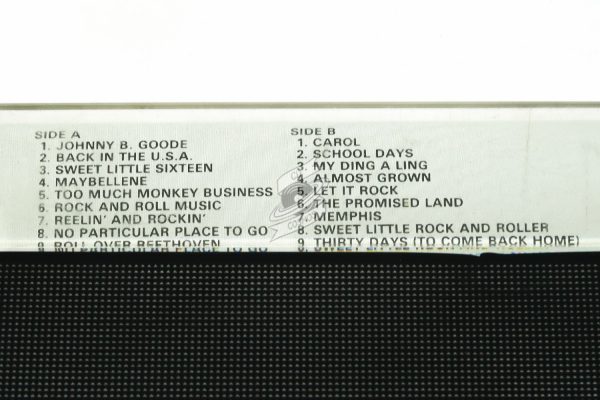 SIDE A
1. JOHNNY B. GOODE
2. BACK IN THE U.S.A.
3. SWEET LITTLE SIXTEEN
4. MAYBELLENE
5. TOO MUCH MONKEY BUSINESS
6. ROCK AND ROLL MUSIC
7. REELIN' AND ROCKIN'
8. NO PARTICULAR PLACE TO GO
9. ROLL OVER BEETHOVEN
SIDE B
1. CAROL
2. SCHOOL DAYS
3. MY DING A LING
4. ALMOST GROWN
5. LET IT ROCK
6. THE PROMISED LAND
7. MEMPHIS
8. SWEET LITTLE ROCK AND ROLLER
9. THIRTY DAYS (TO COME BACK HOME)